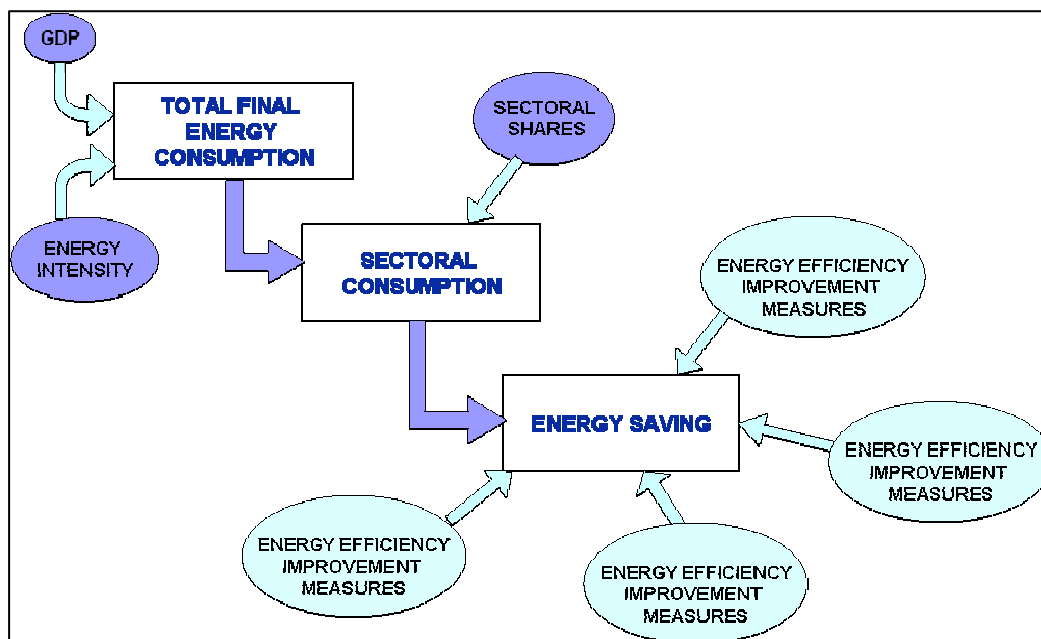 GDP
TOTAL FINAL
ENERGY
CONSUMPTION
SECTORAL
SHARES
ENERGY
INTENSITY
SECTORAL
CONSUMPTION
ENERGY EFFICIENCY
IMPROVEMENT
MEASURES
ENERGY SAVING
ENERGY EFFICIENCY
IMPROVEMENT
MEASURES
ENERGY EFFICIENCY
IMPROVEMENT
MEASURES
ENERGY EFFICIENCY
IMPROVEMENT
MEASURES